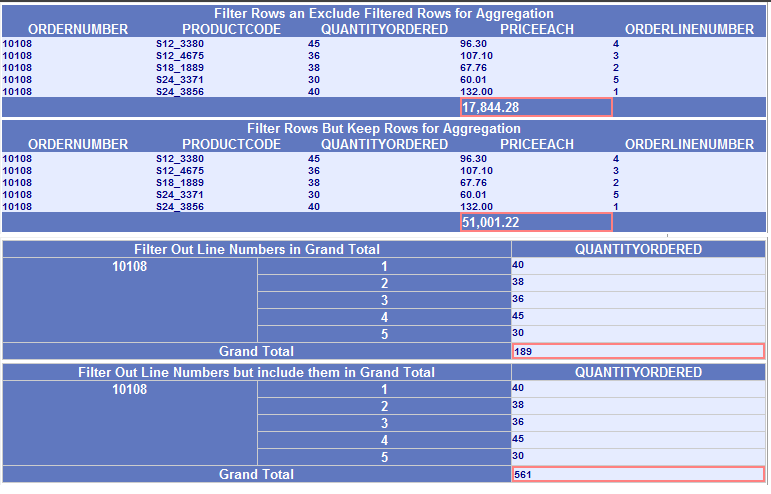 Filter Rows an Exclude Filtered Rows for Aggregation
ORDERNUMBER PRODUCTCODE QUANTITYORDERED PRICEEACH ORDERLINENUMBER
10108 S12_3380 45 96.30 4
10108 S12_4675 36 107.10 3
10108 S18_1889 38 67.76 2
10108 S24_3371 30 60.01 5
10108 S24_3856 40 132.00 1
17,844.28
Filter Rows But Keep Rows for Aggregation
ORDERNUMBER PRODUCTCODE QUANTITYORDERED PRICEEACH ORDERLINENUMBER
10108 S12_3380 45 96.30 4
10108 S12_4675 36 107.10 3
10108 S18_1889 38 67.76 2
10108 S24_3371 30 60.01 5
10108 S24_3856 40 132.00 1
51,001.22
Filter Out Line Numbers in Grand Total QUANTITYORDERED
10108 1 40
2 38
3 36
4 45
5 30
Grand Total 189
Filter Out Line Numbers but include them in Grand Total QUANTITYORDERED
10108 1 40
2 38
3 36
4 45
5 30
Grand Total 561